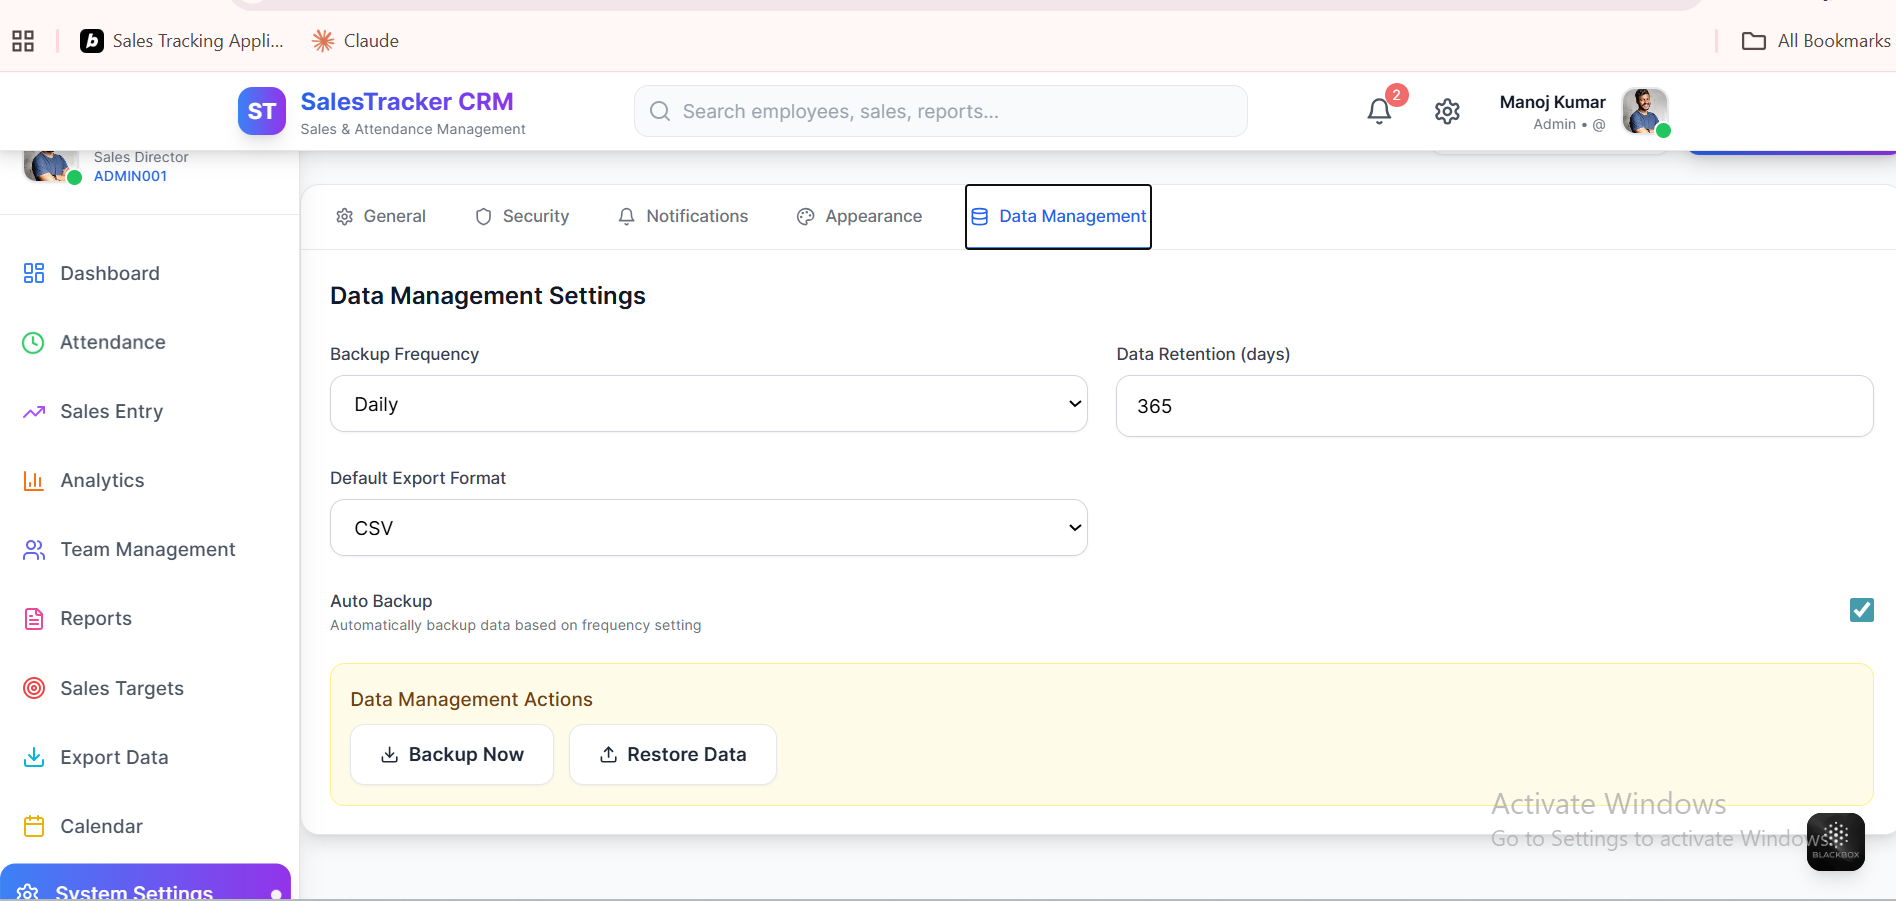 Sales Tracking Appli...
Claude
All Bookmarks
ST
SalesTracker CRM
Sales & Attendance Management
Search employees, sales, reports...
2
Manoj Kumar
Admin • @
Sales Director
ADMIN001
General
Security
Notifications
Appearance
Data Management
Dashboard
Attendance
Sales Entry
Analytics
Team Management
Reports
Sales Targets
Export Data
Calendar
System Settings
Data Management Settings
Backup Frequency
Data Retention (days)
Daily
365
Default Export Format
CSV
Auto Backup
Automatically backup data based on frequency setting
Data Management Actions
Backup Now
Restore Data
Activate Windows
Go to Settings to activate Windows
BLACKBOX